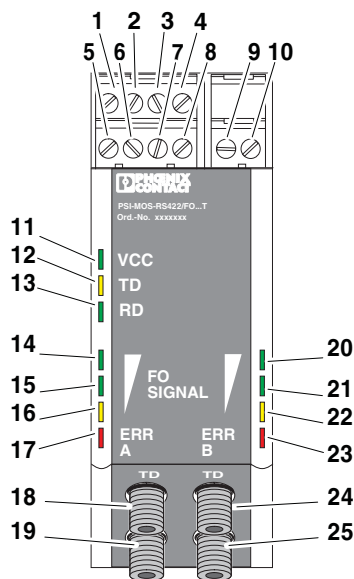 1 2 3 4
5 6 7 8 9 10
PHŒNIX
CONTACT
PSI-MOS-RS422/FO...T
Ord.-No. xxxxxxx
11 VCC
12 TD
13 RD
14 20
15 FO 21
16 SIGNAL 22
17 ERR ERR 23
A B
TD TD
18 24
19 25